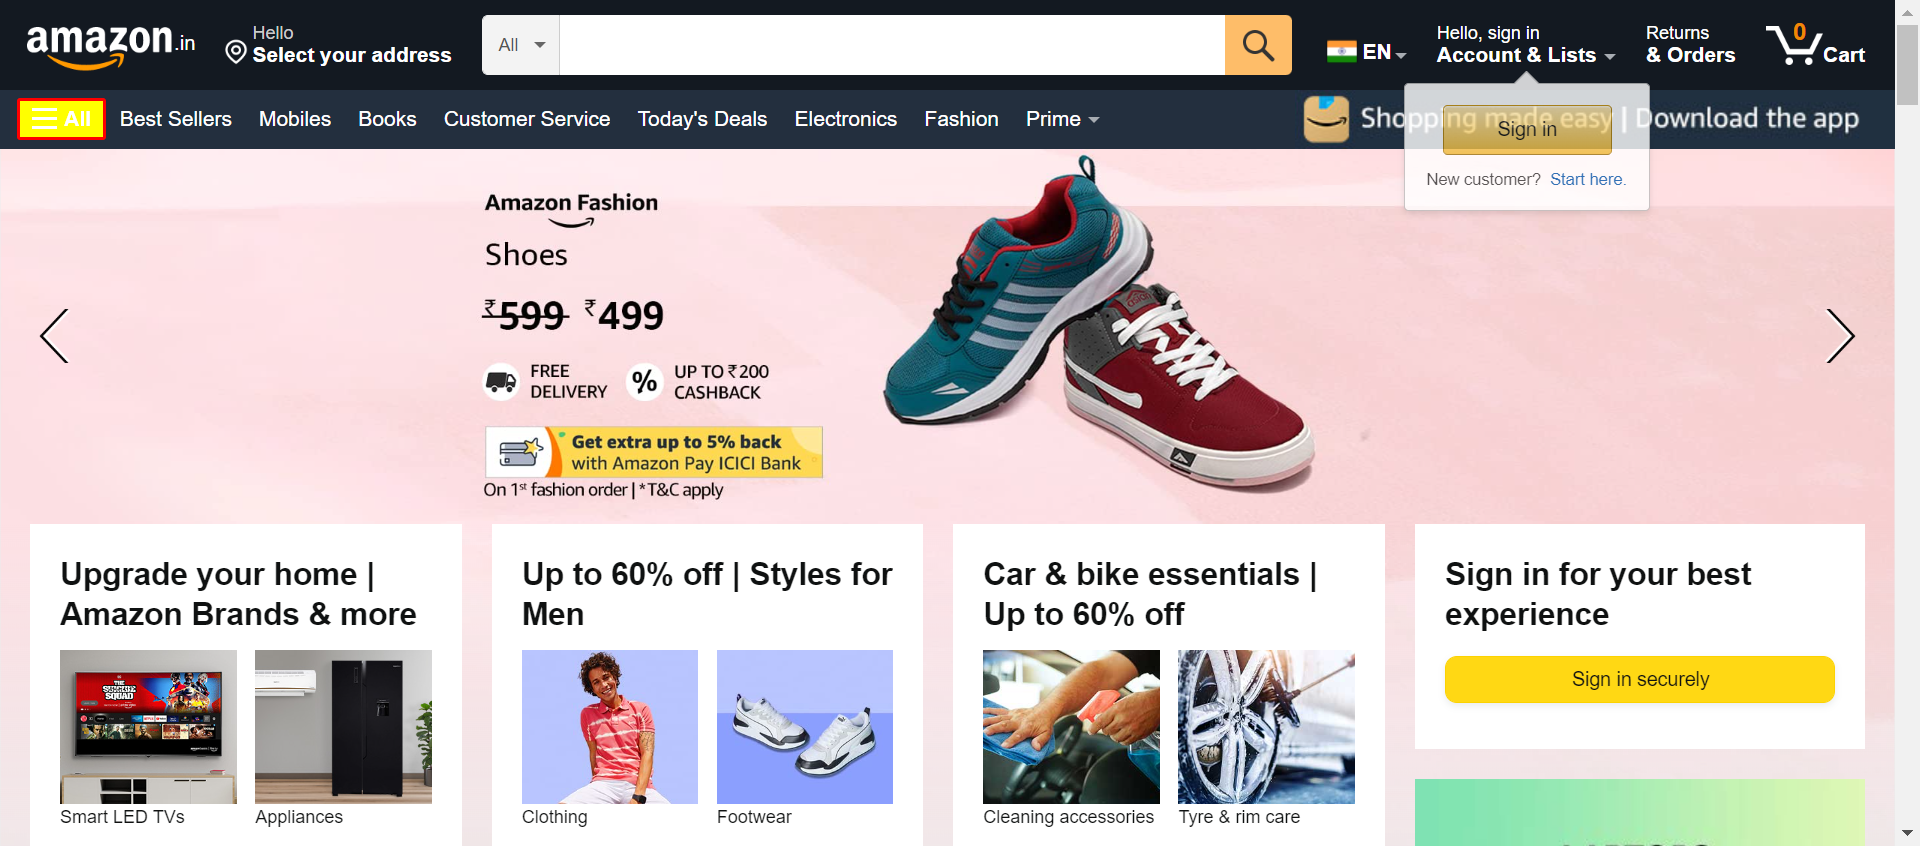 amazon.in
Hello
Select your address
All
EN
Hello, sign in
Account & Lists
Returns
& Orders
0
Cart
All
Best Sellers
Mobiles
Books
Customer Service
Today's Deals
Electronics
Fashion
Prime
Shopping made easy | Download the app
Sign in
New customer? Start here.
Amazon Fashion
Shoes
₹599 ₹499
FREE
DELIVERY
%
UP TO ₹200
CASHBACK
Get extra up to 5% back
with Amazon Pay ICICI Bank
On 1st fashion order | *T&C apply
Upgrade your home |
Amazon Brands & more
THE
SUICIDE
SQUAD
Smart LED TVs
Appliances
Up to 60% off | Styles for
Men
Clothing
Footwear
Car & bike essentials |
Up to 60% off
Cleaning accessories
Tyre & rim care
Sign in for your best
experience
Sign in securely